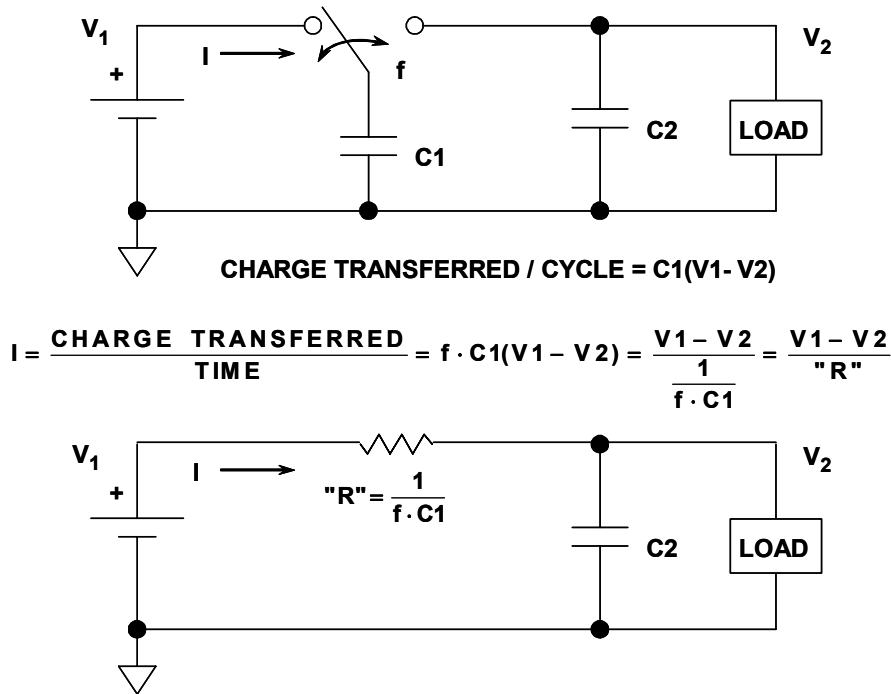 V1
I
f
V2
+
C1
C2
LOAD
CHARGE TRANSFERRED / CYCLE = C1(V1- V2)
I = CHARGE TRANSFERRED / TIME = f · C1(V1 – V2) = V1 – V2 / 1 / f · C1 = V1 – V2 / "R"
V1
I
V2
+
"R" = 1 / f · C1
C2
LOAD